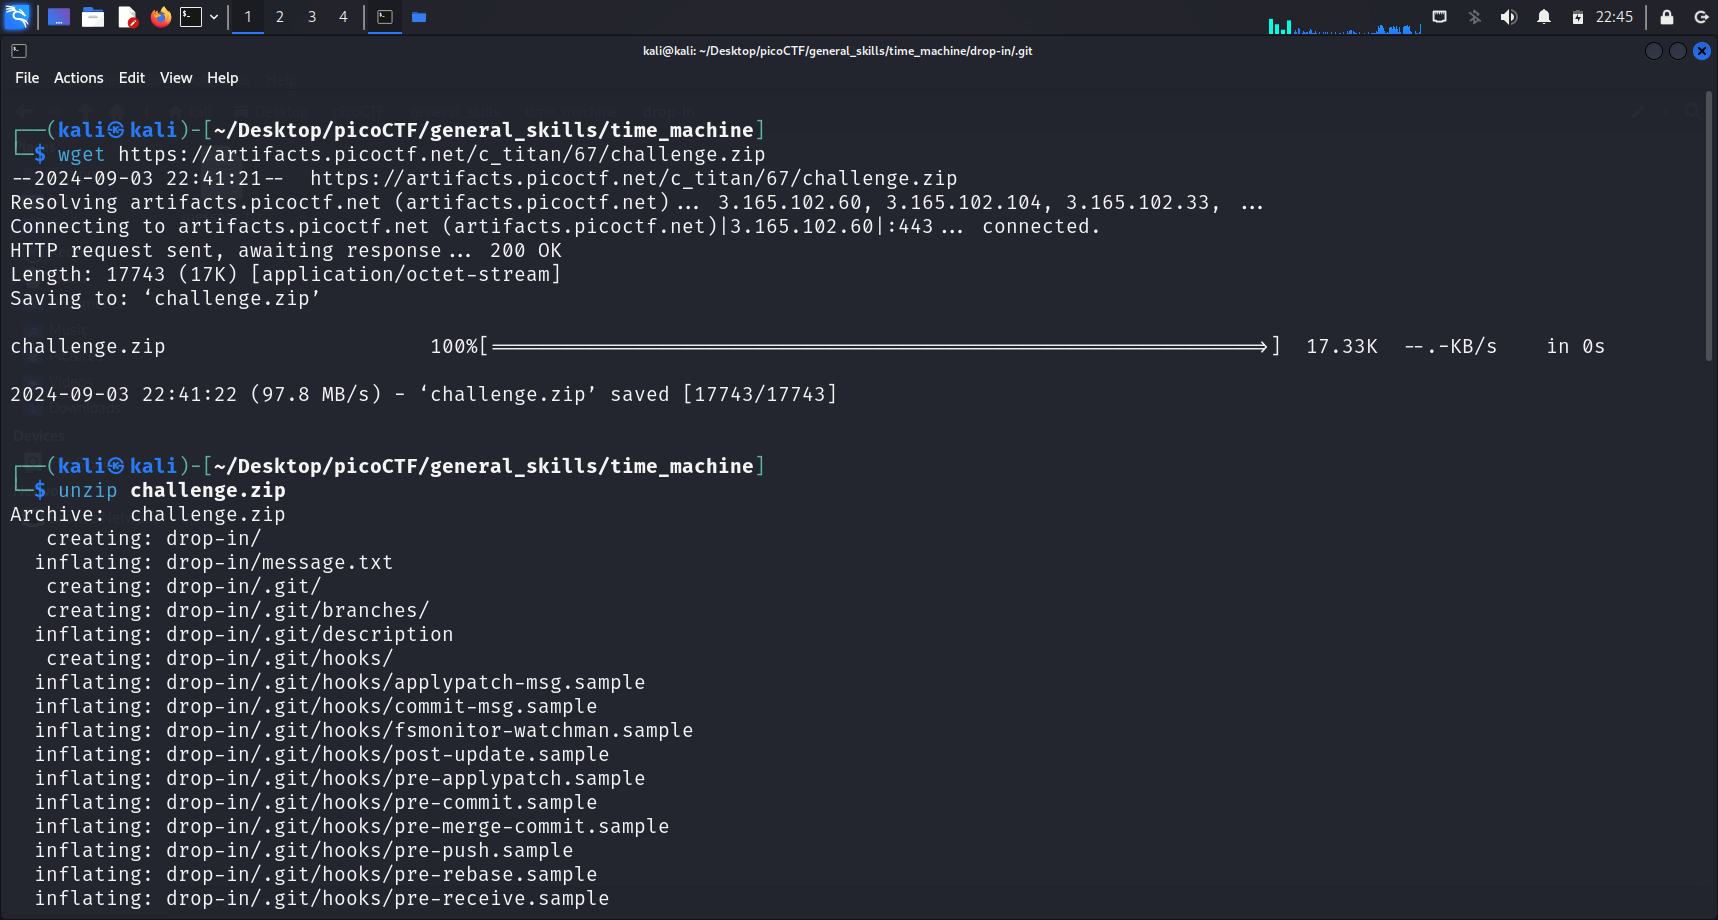 1 2 3 4 22:45
kali@kali: ~/Desktop/picoCTF/general_skills/time_machine/drop-in/.git
File Actions Edit View Help
┌──(kali㉿kali)-[~/Desktop/picoCTF/general_skills/time_machine]
└─$ wget https://artifacts.picoctf.net/c_titan/67/challenge.zip
--2024-09-03 22:41:21--  https://artifacts.picoctf.net/c_titan/67/challenge.zip
Resolving artifacts.picoctf.net (artifacts.picoctf.net)... 3.165.102.60, 3.165.102.104, 3.165.102.33, ...
Connecting to artifacts.picoctf.net (artifacts.picoctf.net)|3.165.102.60|:443... connected.
HTTP request sent, awaiting response... 200 OK
Length: 17743 (17K) [application/octet-stream]
Saving to: ‘challenge.zip’
challenge.zip 100%[===================================================================>] 17.33K --.-KB/s in 0s
2024-09-03 22:41:22 (97.8 MB/s) - ‘challenge.zip’ saved [17743/17743]
Downloads
Devices
┌──(kali㉿kali)-[~/Desktop/picoCTF/general_skills/time_machine]
└─$ unzip challenge.zip
Archive:  challenge.zip
   creating: drop-in/
  inflating: drop-in/message.txt
   creating: drop-in/.git/
   creating: drop-in/.git/branches/
  inflating: drop-in/.git/description
   creating: drop-in/.git/hooks/
  inflating: drop-in/.git/hooks/applypatch-msg.sample
  inflating: drop-in/.git/hooks/commit-msg.sample
  inflating: drop-in/.git/hooks/fsmonitor-watchman.sample
  inflating: drop-in/.git/hooks/post-update.sample
  inflating: drop-in/.git/hooks/pre-applypatch.sample
  inflating: drop-in/.git/hooks/pre-commit.sample
  inflating: drop-in/.git/hooks/pre-merge-commit.sample
  inflating: drop-in/.git/hooks/pre-push.sample
  inflating: drop-in/.git/hooks/pre-rebase.sample
  inflating: drop-in/.git/hooks/pre-receive.sample